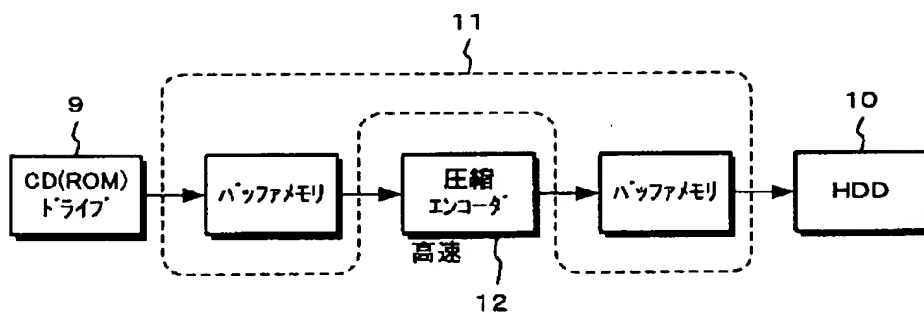 11
9
10
CD(ROM)
ドライブ
バッファメモリ
圧縮
エンコーダ
バッファメモリ
HDD
高速
12